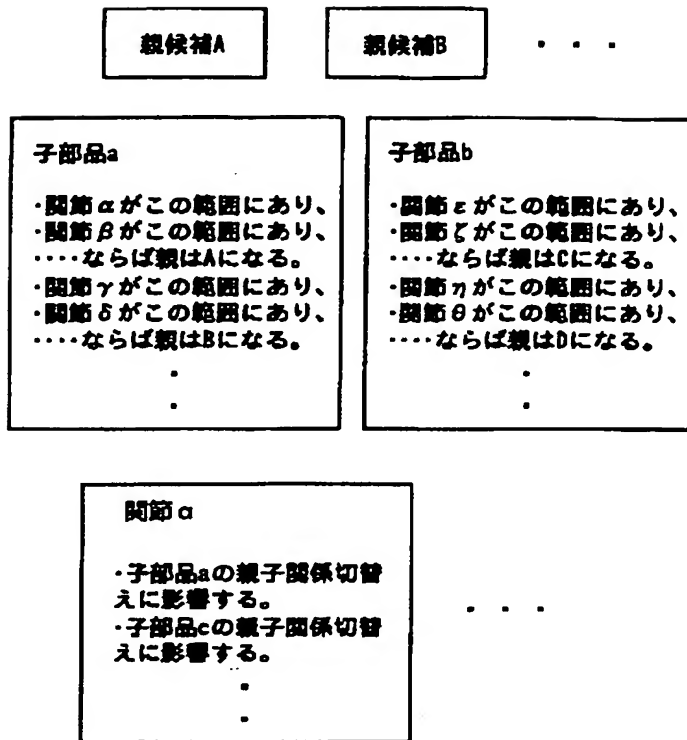 親候補A
親候補B
・・・
子部品a
・関節αがこの範囲にあり、
・関節βがこの範囲にあり、
‥‥ならば親はAになる。
・関節γがこの範囲にあり、
・関節δがこの範囲にあり、
‥‥ならば親はBになる。
・
・
子部品b
・関節εがこの範囲にあり、
・関節ζがこの範囲にあり、
‥‥ならば親はCになる。
・関節ηがこの範囲にあり、
・関節θがこの範囲にあり、
‥‥ならば親はDになる。
・
・
関節α
・子部品aの親子関係切替
えに影響する。
・子部品cの親子関係切替
えに影響する。
・
・
・・・